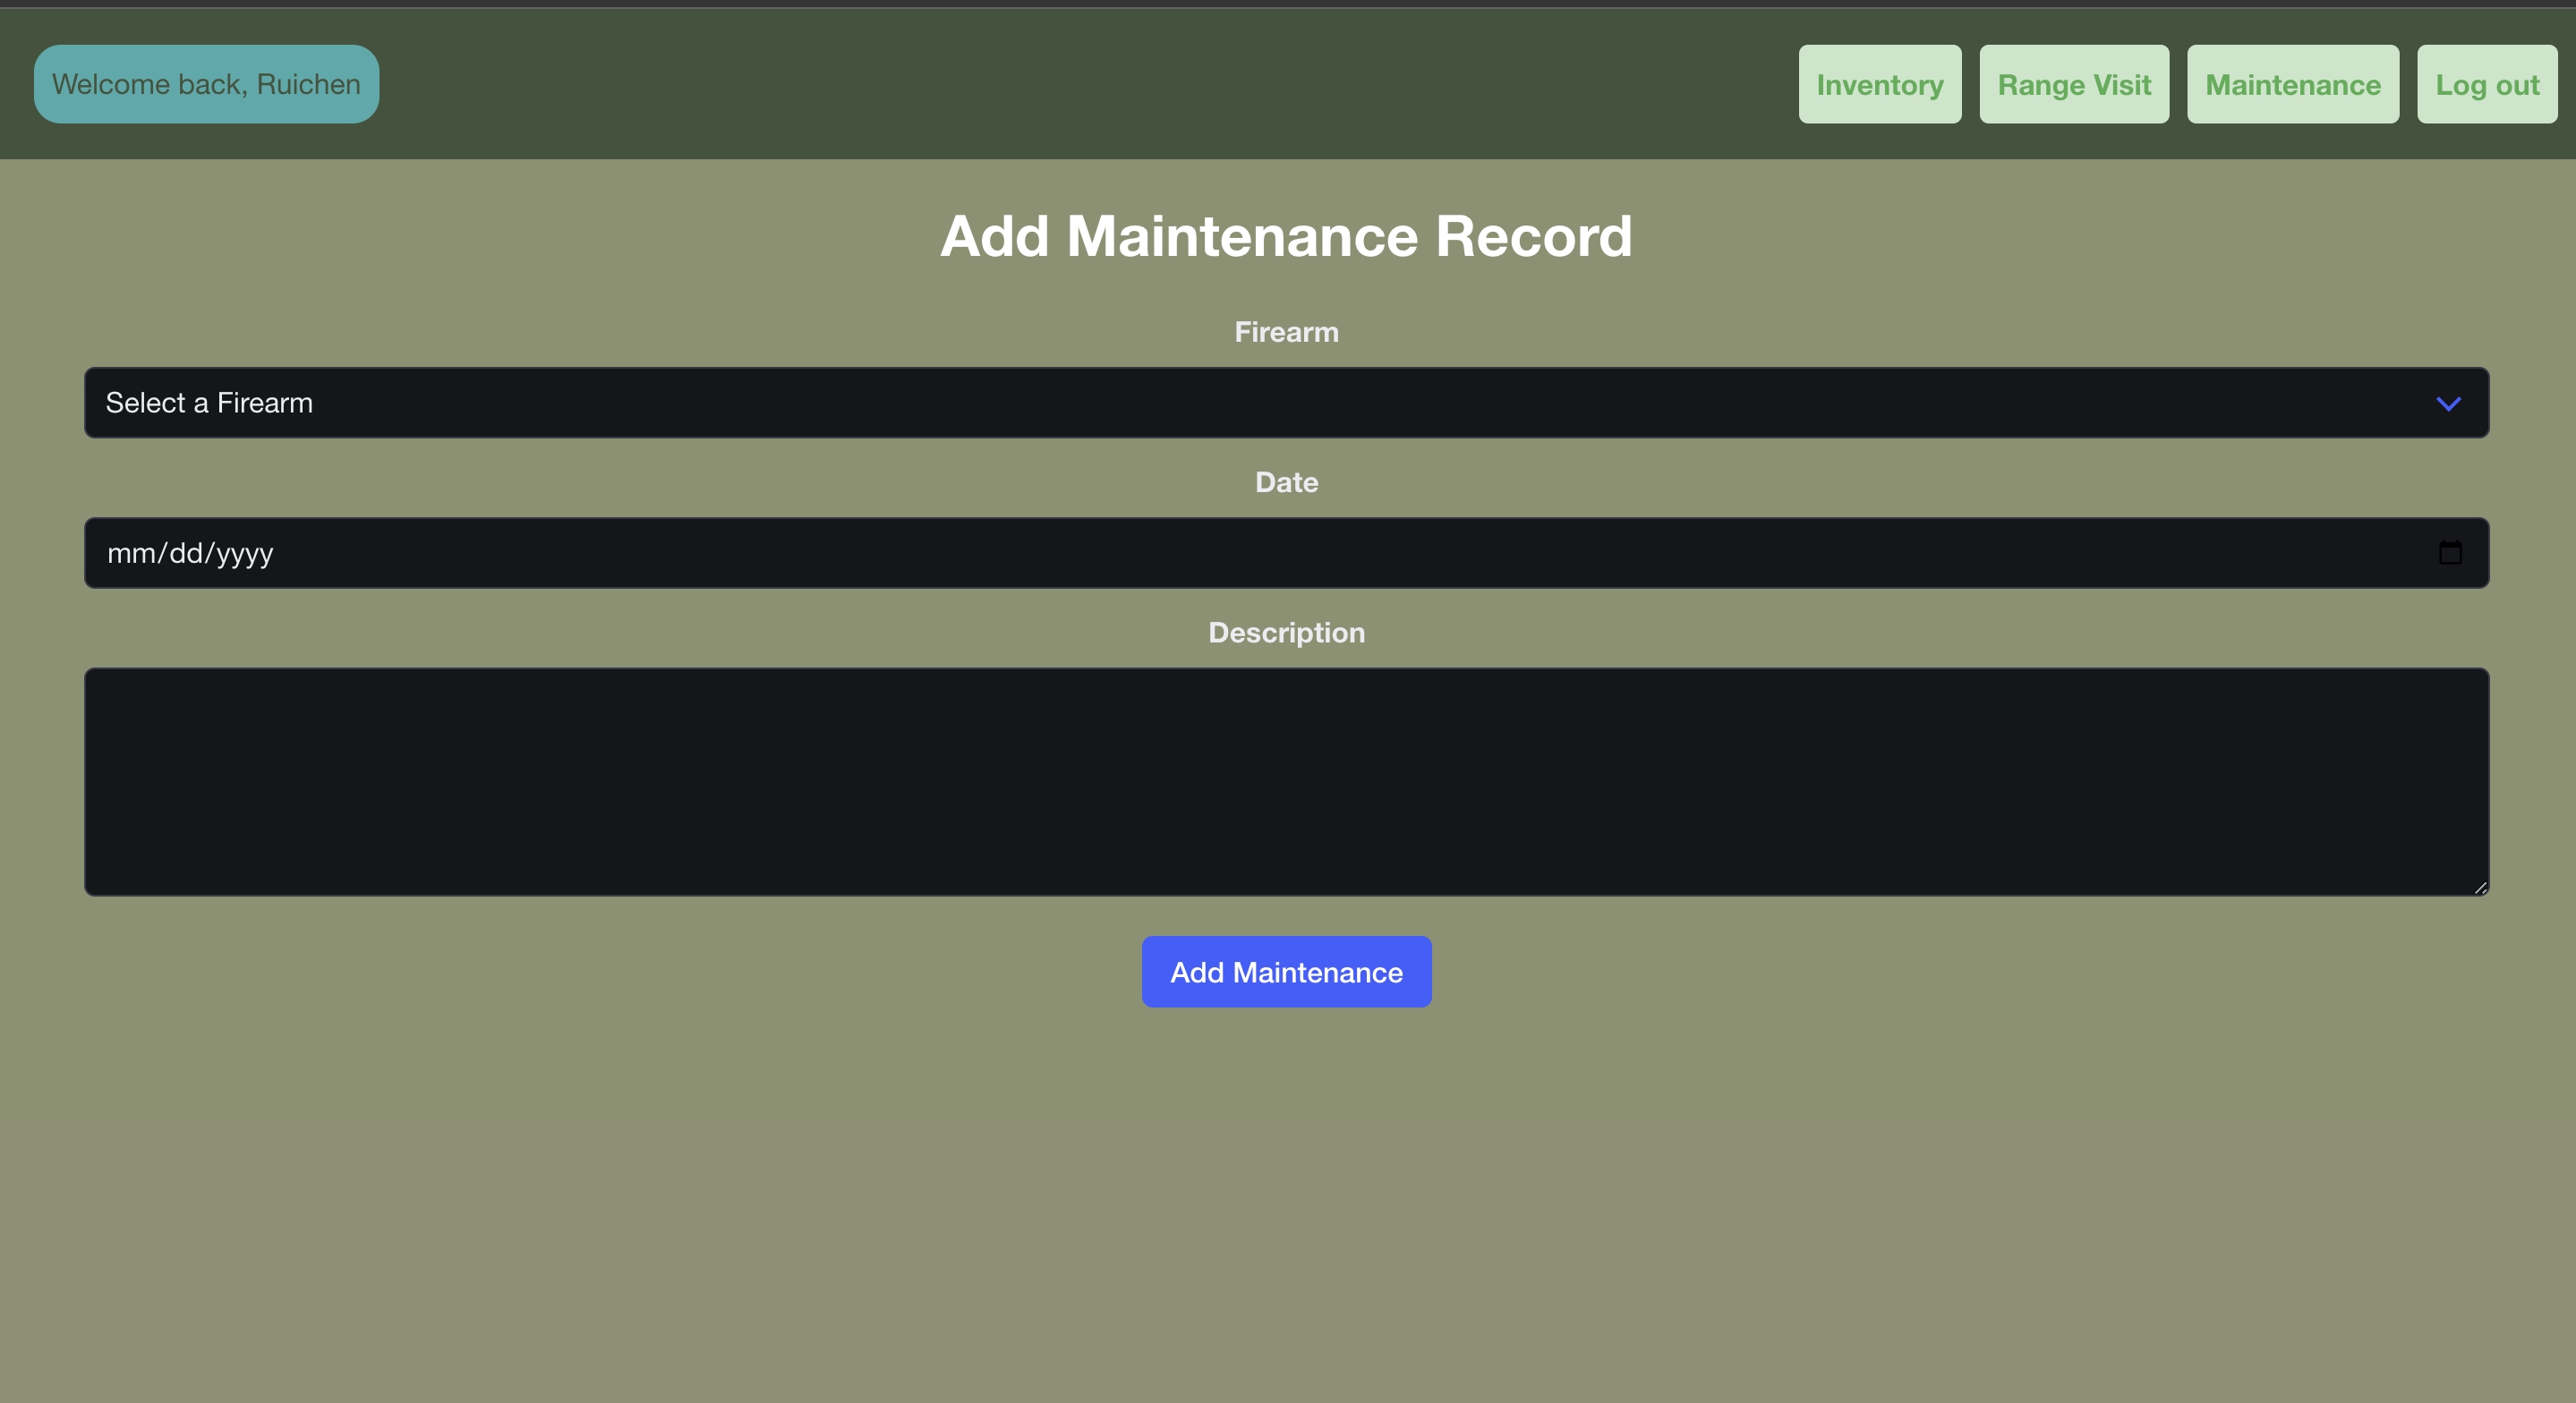 Welcome back, Ruichen
Inventory
Range Visit
Maintenance
Log out
Add Maintenance Record
Firearm
Select a Firearm
Date
mm/dd/yyyy
Description
Add Maintenance